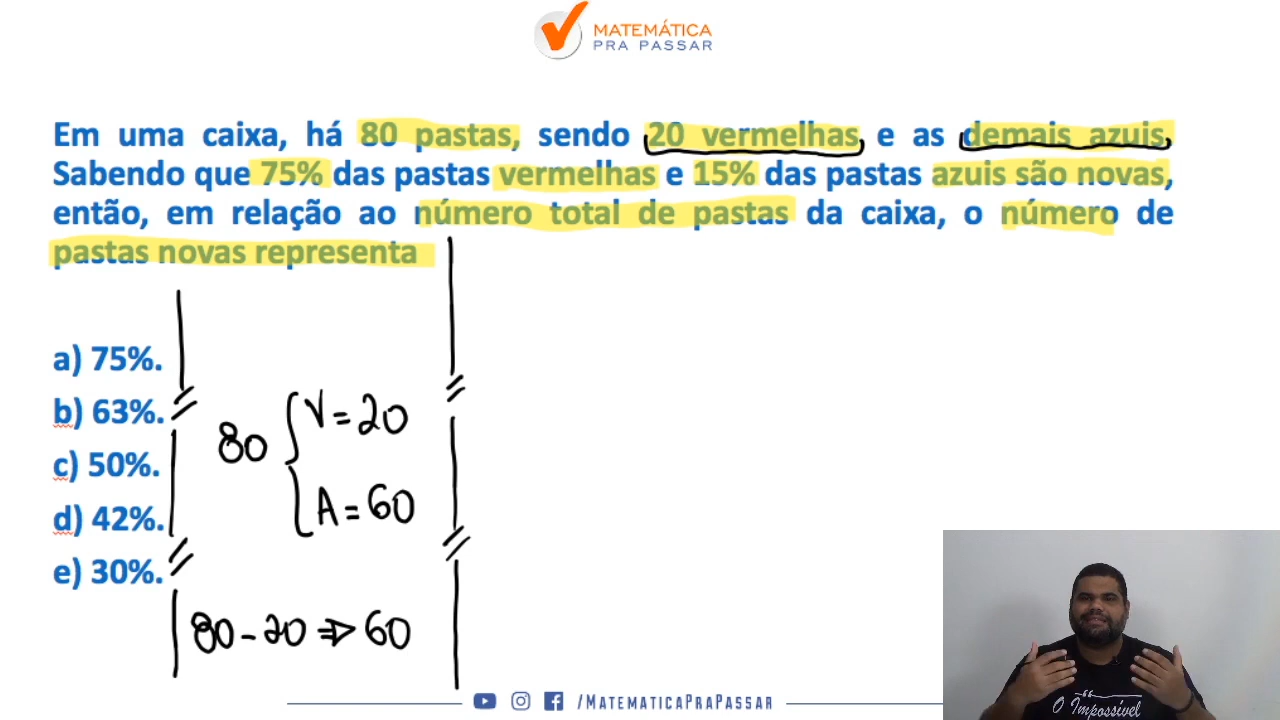 MATEMÁTICA
PRA PASSAR
Em uma caixa, há 80 pastas, sendo 20 vermelhas e as demais azuis.
Sabendo que 75% das pastas vermelhas e 15% das pastas azuis são novas,
então, em relação ao número total de pastas da caixa, o número de
pastas novas representa
a) 75%.
b) 63%.
c) 50%.
d) 42%.
e) 30%.
80
V = 20
A = 60
80 - 20 ⇒ 60
/MATEMATICAPRAPASSAR
O Impossível